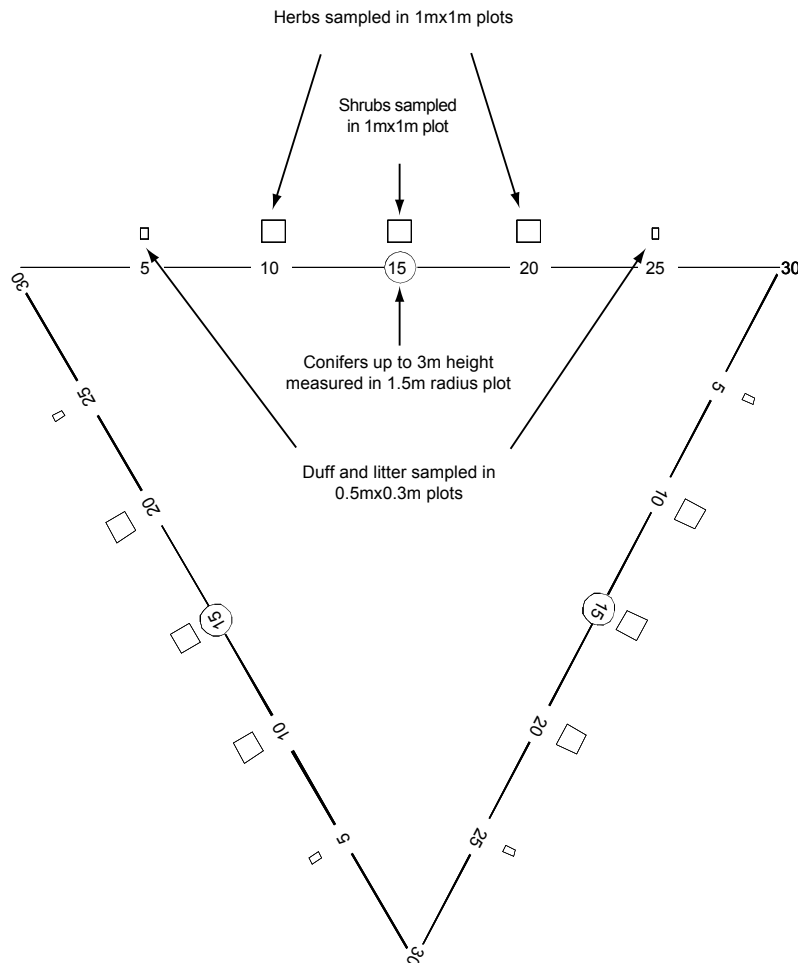 Herbs sampled in 1mx1m plots
Shrubs sampled
in 1mx1m plot
5
10
15
20
25
30
30
Conifers up to 3m height
measured in 1.5m radius plot
25
5
Duff and litter sampled in
0.5mx0.3m plots
20
10
15
15
10
20
5
25
30